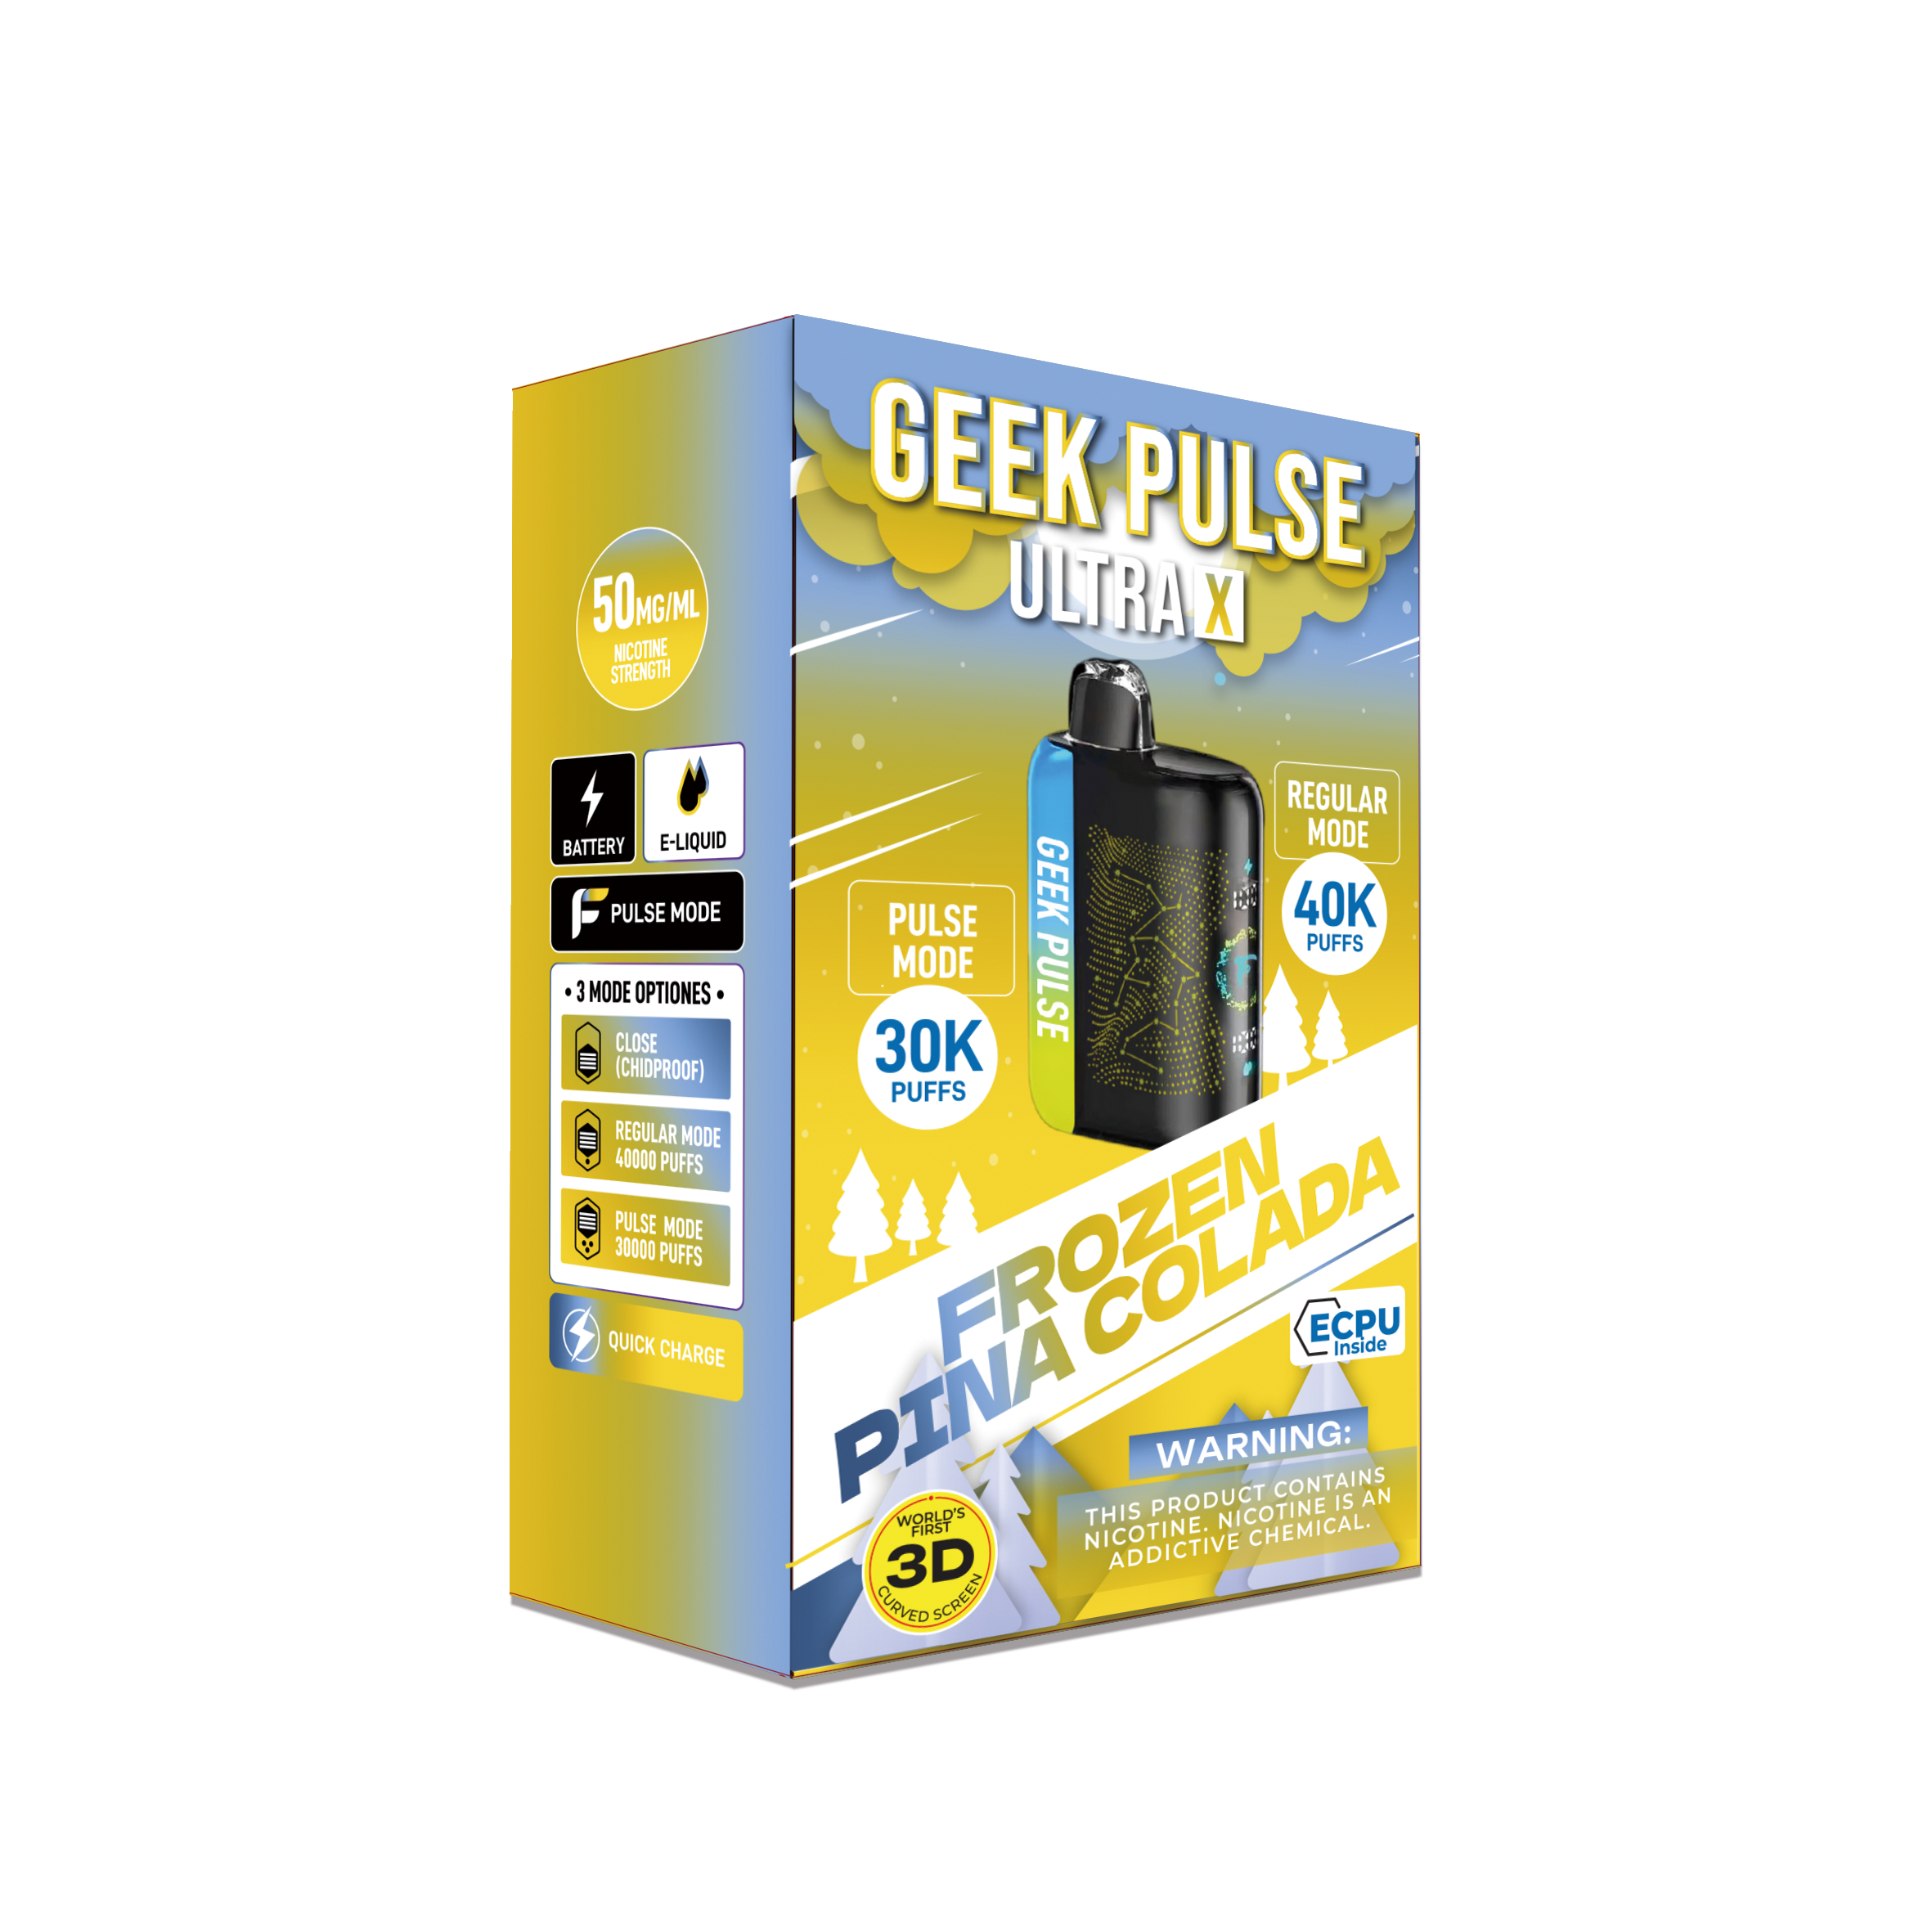 GEEK PULSE
ULTRA X
50MG/ML
NICOTINE
STRENGTH
BATTERY
E-LIQUID
PULSE MODE
• 3 MODE OPTIONES •
CLOSE
(CHIDPROOF)
REGULAR MODE
40000 PUFFS
PULSE MODE
30000 PUFFS
QUICK CHARGE
PULSE
MODE
30K
PUFFS
GEEK PULSE
REGULAR
MODE
40K
PUFFS
FROZEN
PINA COLADA
ECPU
Inside
WARNING:
THIS PRODUCT CONTAINS
NICOTINE. NICOTINE IS AN
ADDICTIVE CHEMICAL.
WORLD'S
FIRST
3D
CURVED SCREEN